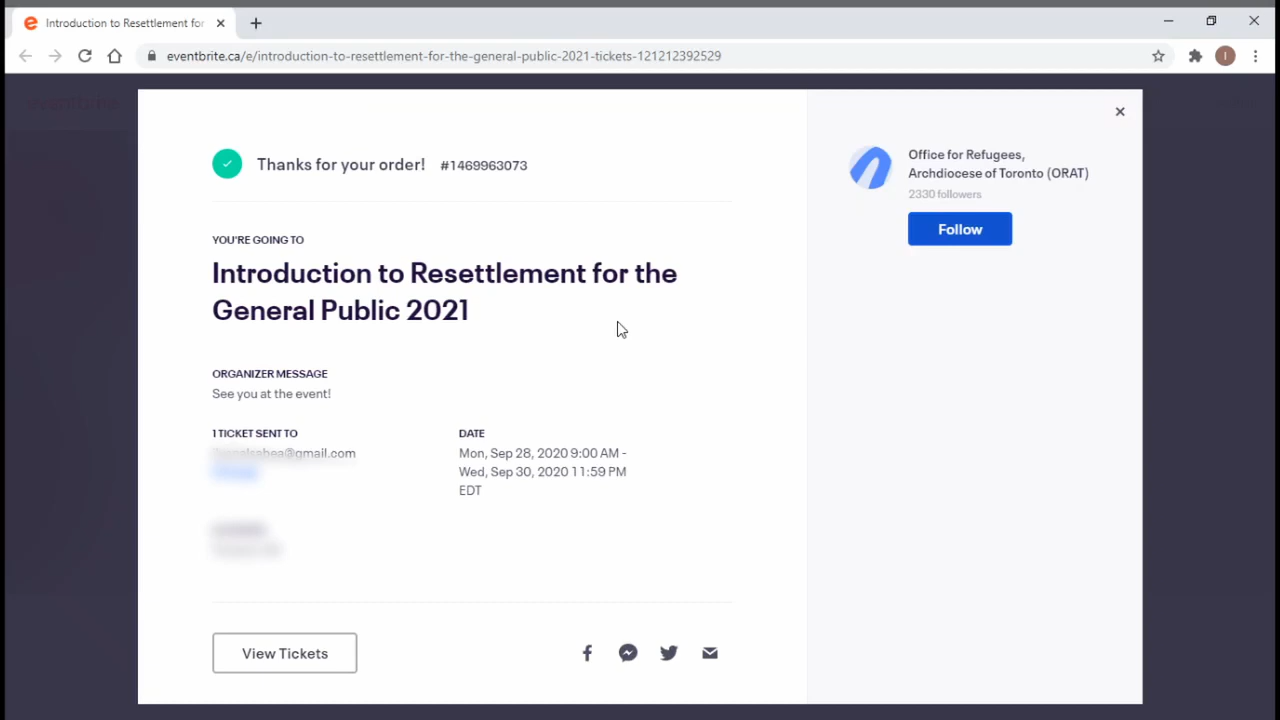 Introduction to Resettlement for
eventbrite.ca/e/introduction-to-resettlement-for-the-general-public-2021-tickets-121212392529
I
eventbrite
Thanks for your order! #1469963073
YOU'RE GOING TO
Introduction to Resettlement for the
General Public 2021
ORGANIZER MESSAGE
See you at the event!
1 TICKET SENT TO
@gmail.com
DATE
Mon, Sep 28, 2020 9:00 AM -
Wed, Sep 30, 2020 11:59 PM
EDT
View Tickets
Office for Refugees,
Archdiocese of Toronto (ORAT)
2330 followers
Follow